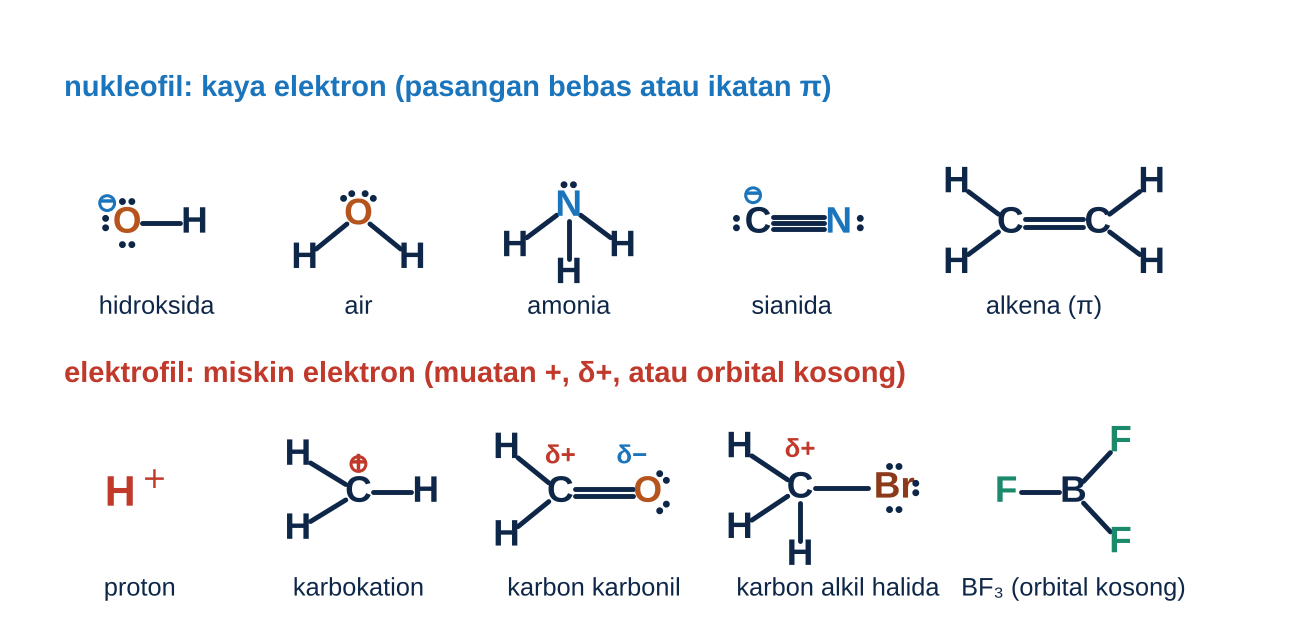 nukleofil: kaya elektron (pasangan bebas atau ikatan π)
H H
⊖ O H
O
H H
N
H H
H
⊖ C N
C C
H H
hidroksida air amonia sianida alkena (π)
elektrofil: miskin elektron (muatan +, δ+, atau orbital kosong)
H +
H
⊕
C H
H
H
δ+ δ−
C O
H
H
δ+
C Br
H
H
F
F B
F
proton karbokation karbon karbonil karbon alkil halida BF₃ (orbital kosong)